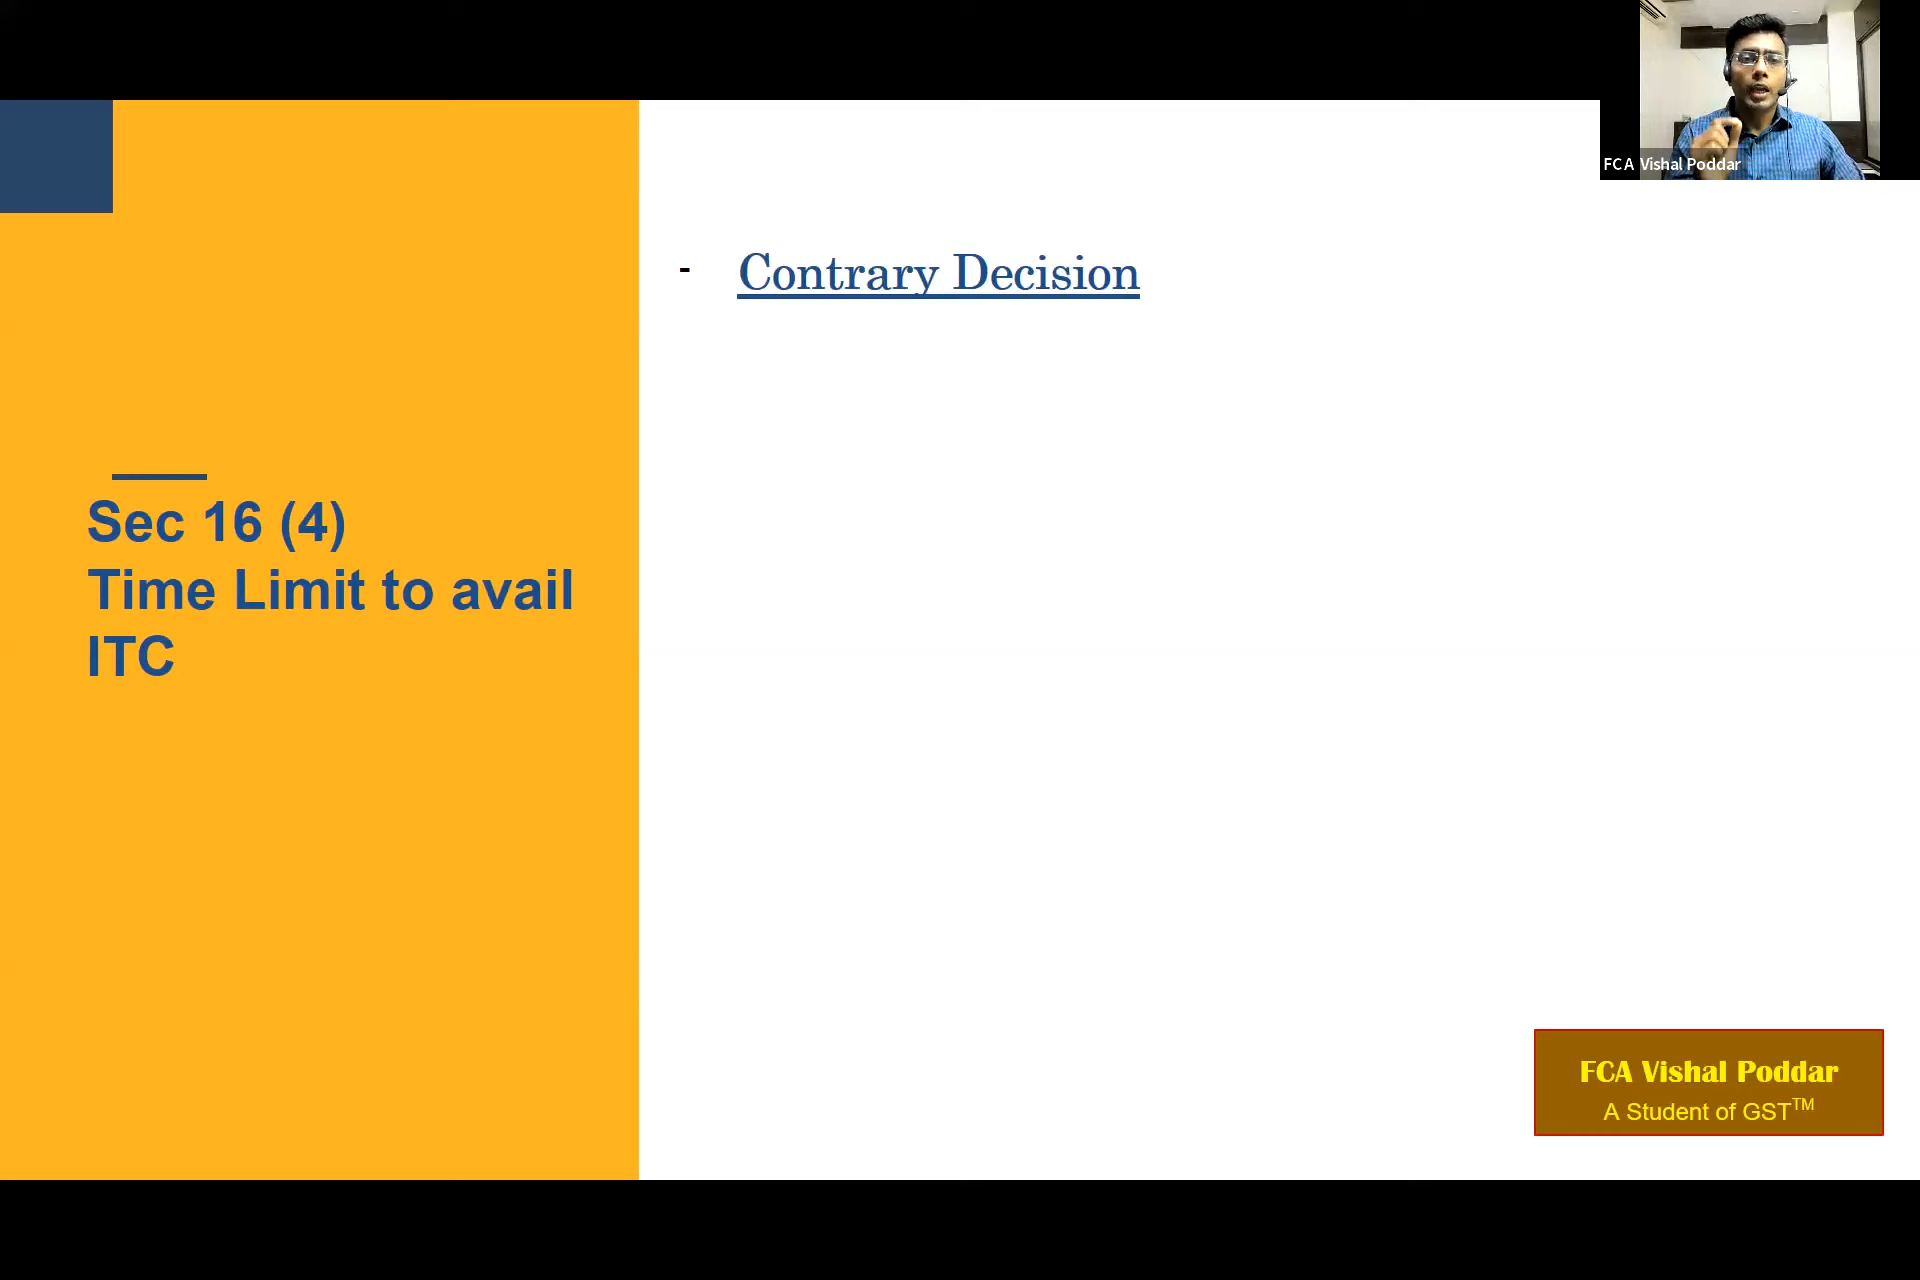 FCA Vishal Poddar
- Contrary Decision
Sec 16 (4)
Time Limit to avail
ITC
FCA Vishal Poddar
A Student of GST™